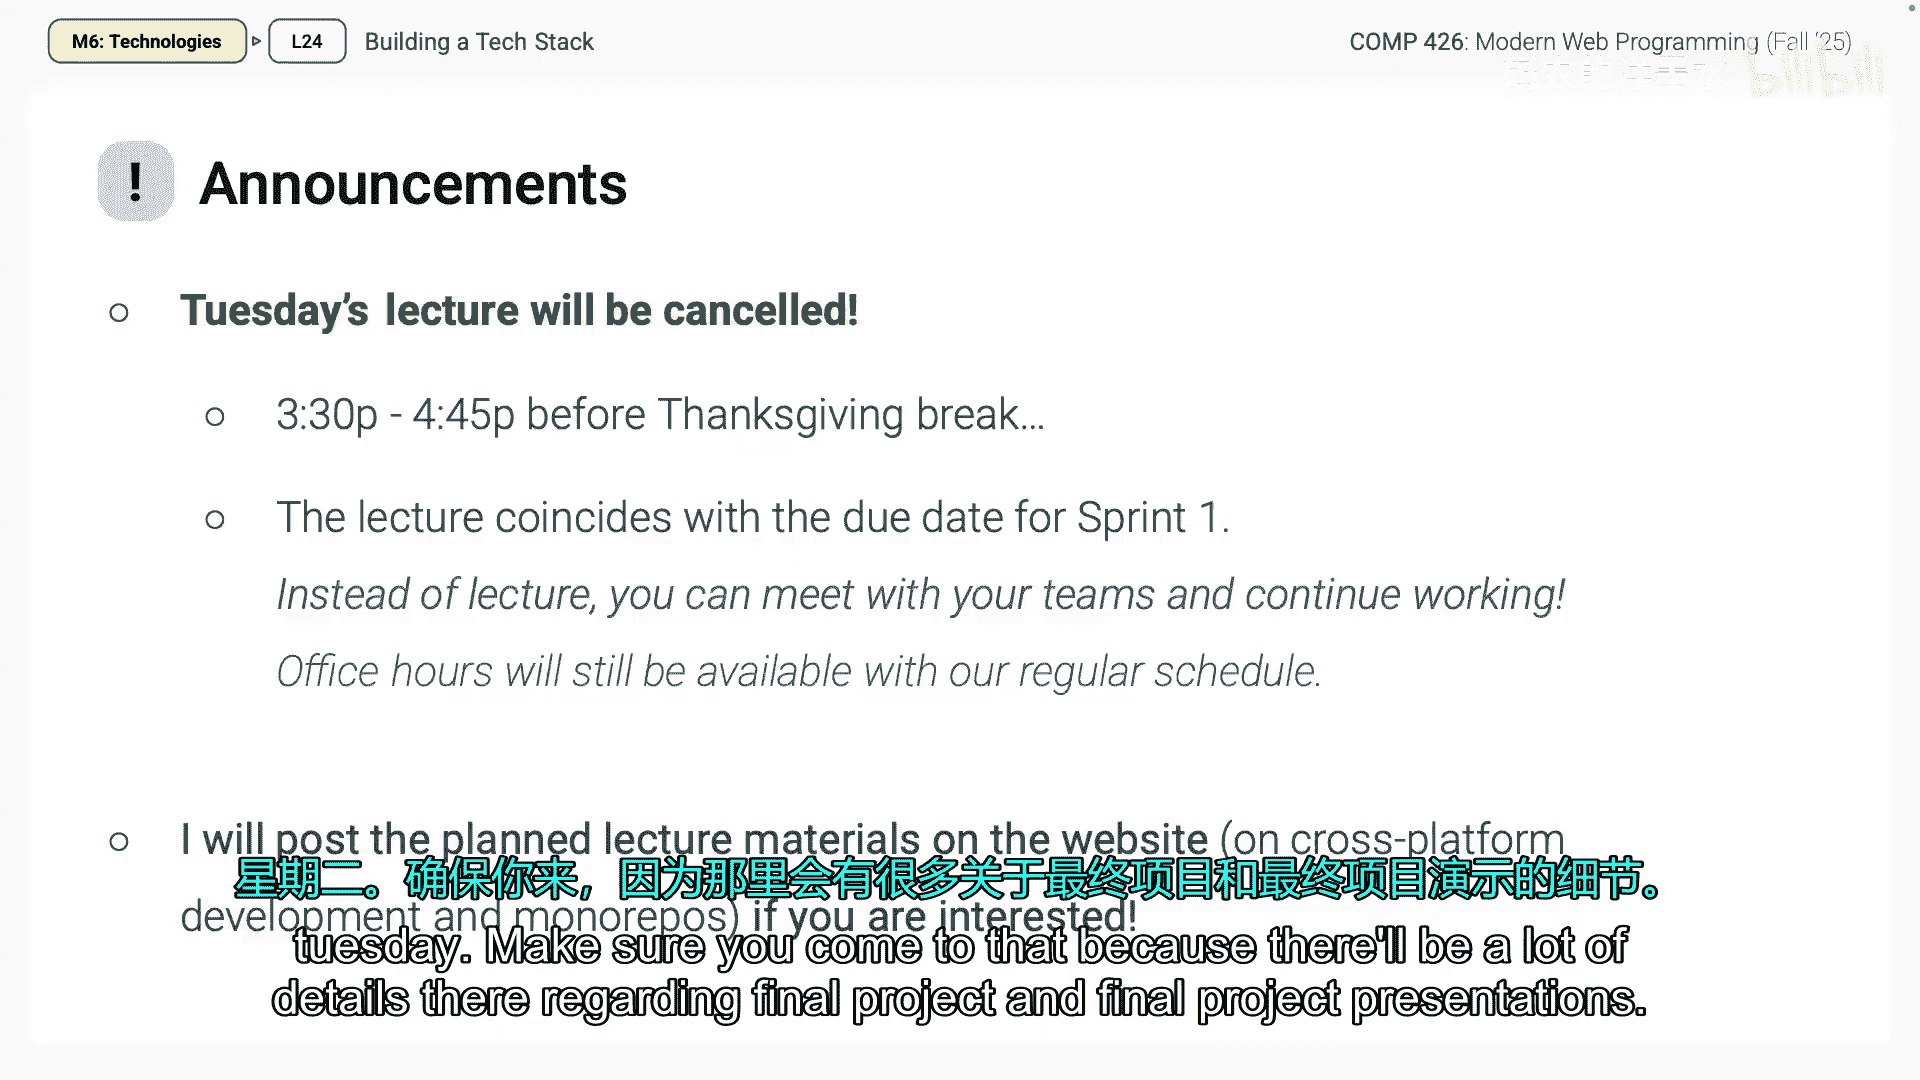 M6: Technologies
L24
Building a Tech Stack
COMP 426: Modern Web Programming (Fall '25)
!
Announcements
Tuesday's lecture will be cancelled!
3:30p - 4:45p before Thanksgiving break...
The lecture coincides with the due date for Sprint 1.
Instead of lecture, you can meet with your teams and continue working!
Office hours will still be available with our regular schedule.
I will post the planned lecture materials on the website (on cross-platform
development and monorepos) if you are interested!
星期二。确保你来，因为那里会有很多关于最终项目和最终项目演示的细节。
tuesday. Make sure you come to that because there'll be a lot of
details there regarding final project and final project presentations.